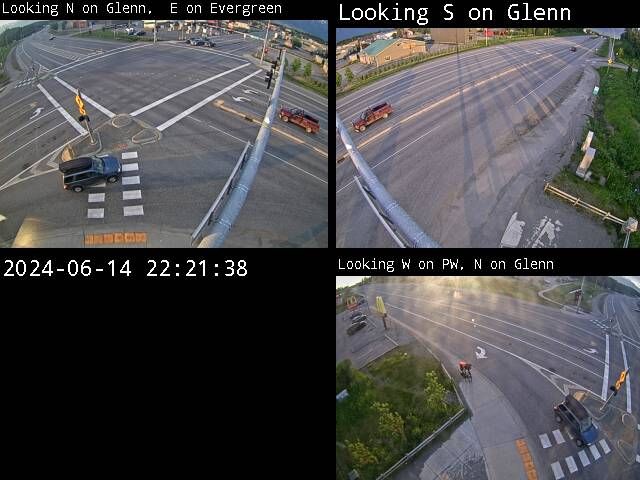 Looking N on Glenn,  E on Evergreen
Looking S on Glenn
2024-06-14 22:21:38
Looking W on PW, N on Glenn